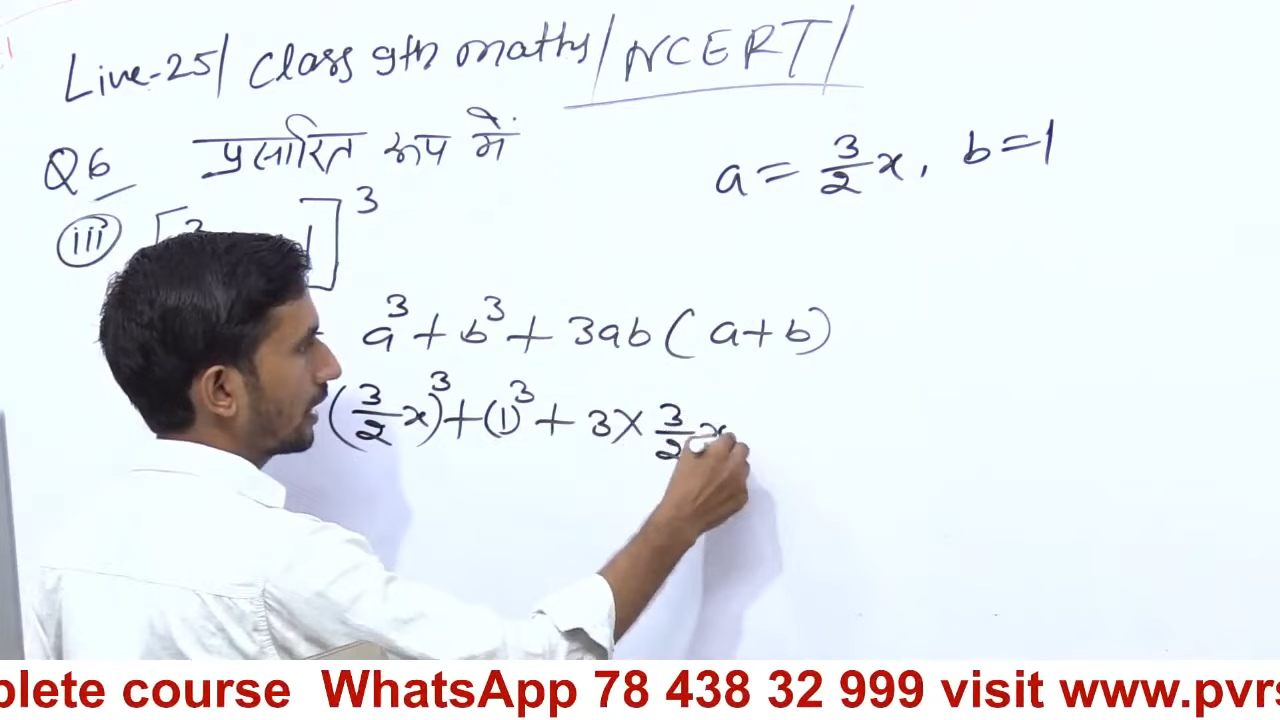 Live-25/ Class 9th maths/NCERT/
Q6 प्रसारित रूप में
a = 3/2 x, b = 1
iii [ 1]³
a³ + b³ + 3ab ( a + b )
(3/2 x)³ + (1)³ + 3 × 3/2 x
plete course WhatsApp 78 438 32 999 visit www.pvrs